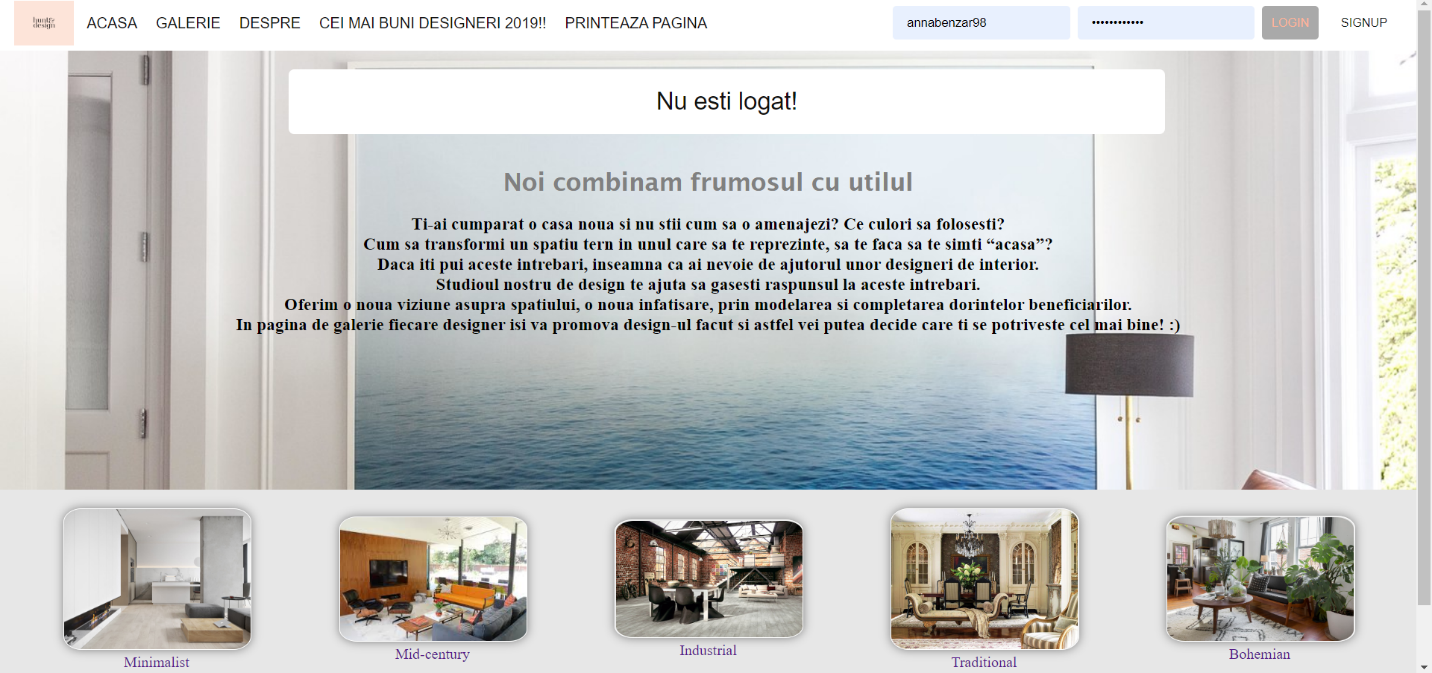 hunt&
design
ACASA GALERIE DESPRE CEI MAI BUNI DESIGNERI 2019!! PRINTEAZA PAGINA annabenzar98 •••••••••••• LOGIN SIGNUP
Nu esti logat!
Noi combinam frumosul cu utilul
Ti-ai cumparat o casa noua si nu stii cum sa o amenajezi? Ce culori sa folosesti?
Cum sa transformi un spatiu tern in unul care sa te reprezinte, sa te faca sa te simti “acasa”?
Daca iti pui aceste intrebari, inseamna ca ai nevoie de ajutorul unor designeri de interior.
Studioul nostru de design te ajuta sa gasesti raspunsul la aceste intrebari.
Oferim o noua viziune asupra spatiului, o noua infatisare, prin modelarea si completarea dorintelor beneficiarilor.
In pagina de galerie fiecare designer isi va promova design-ul facut si astfel vei putea decide care ti se potriveste cel mai bine! :)
Minimalist Mid-century Industrial Traditional Bohemian